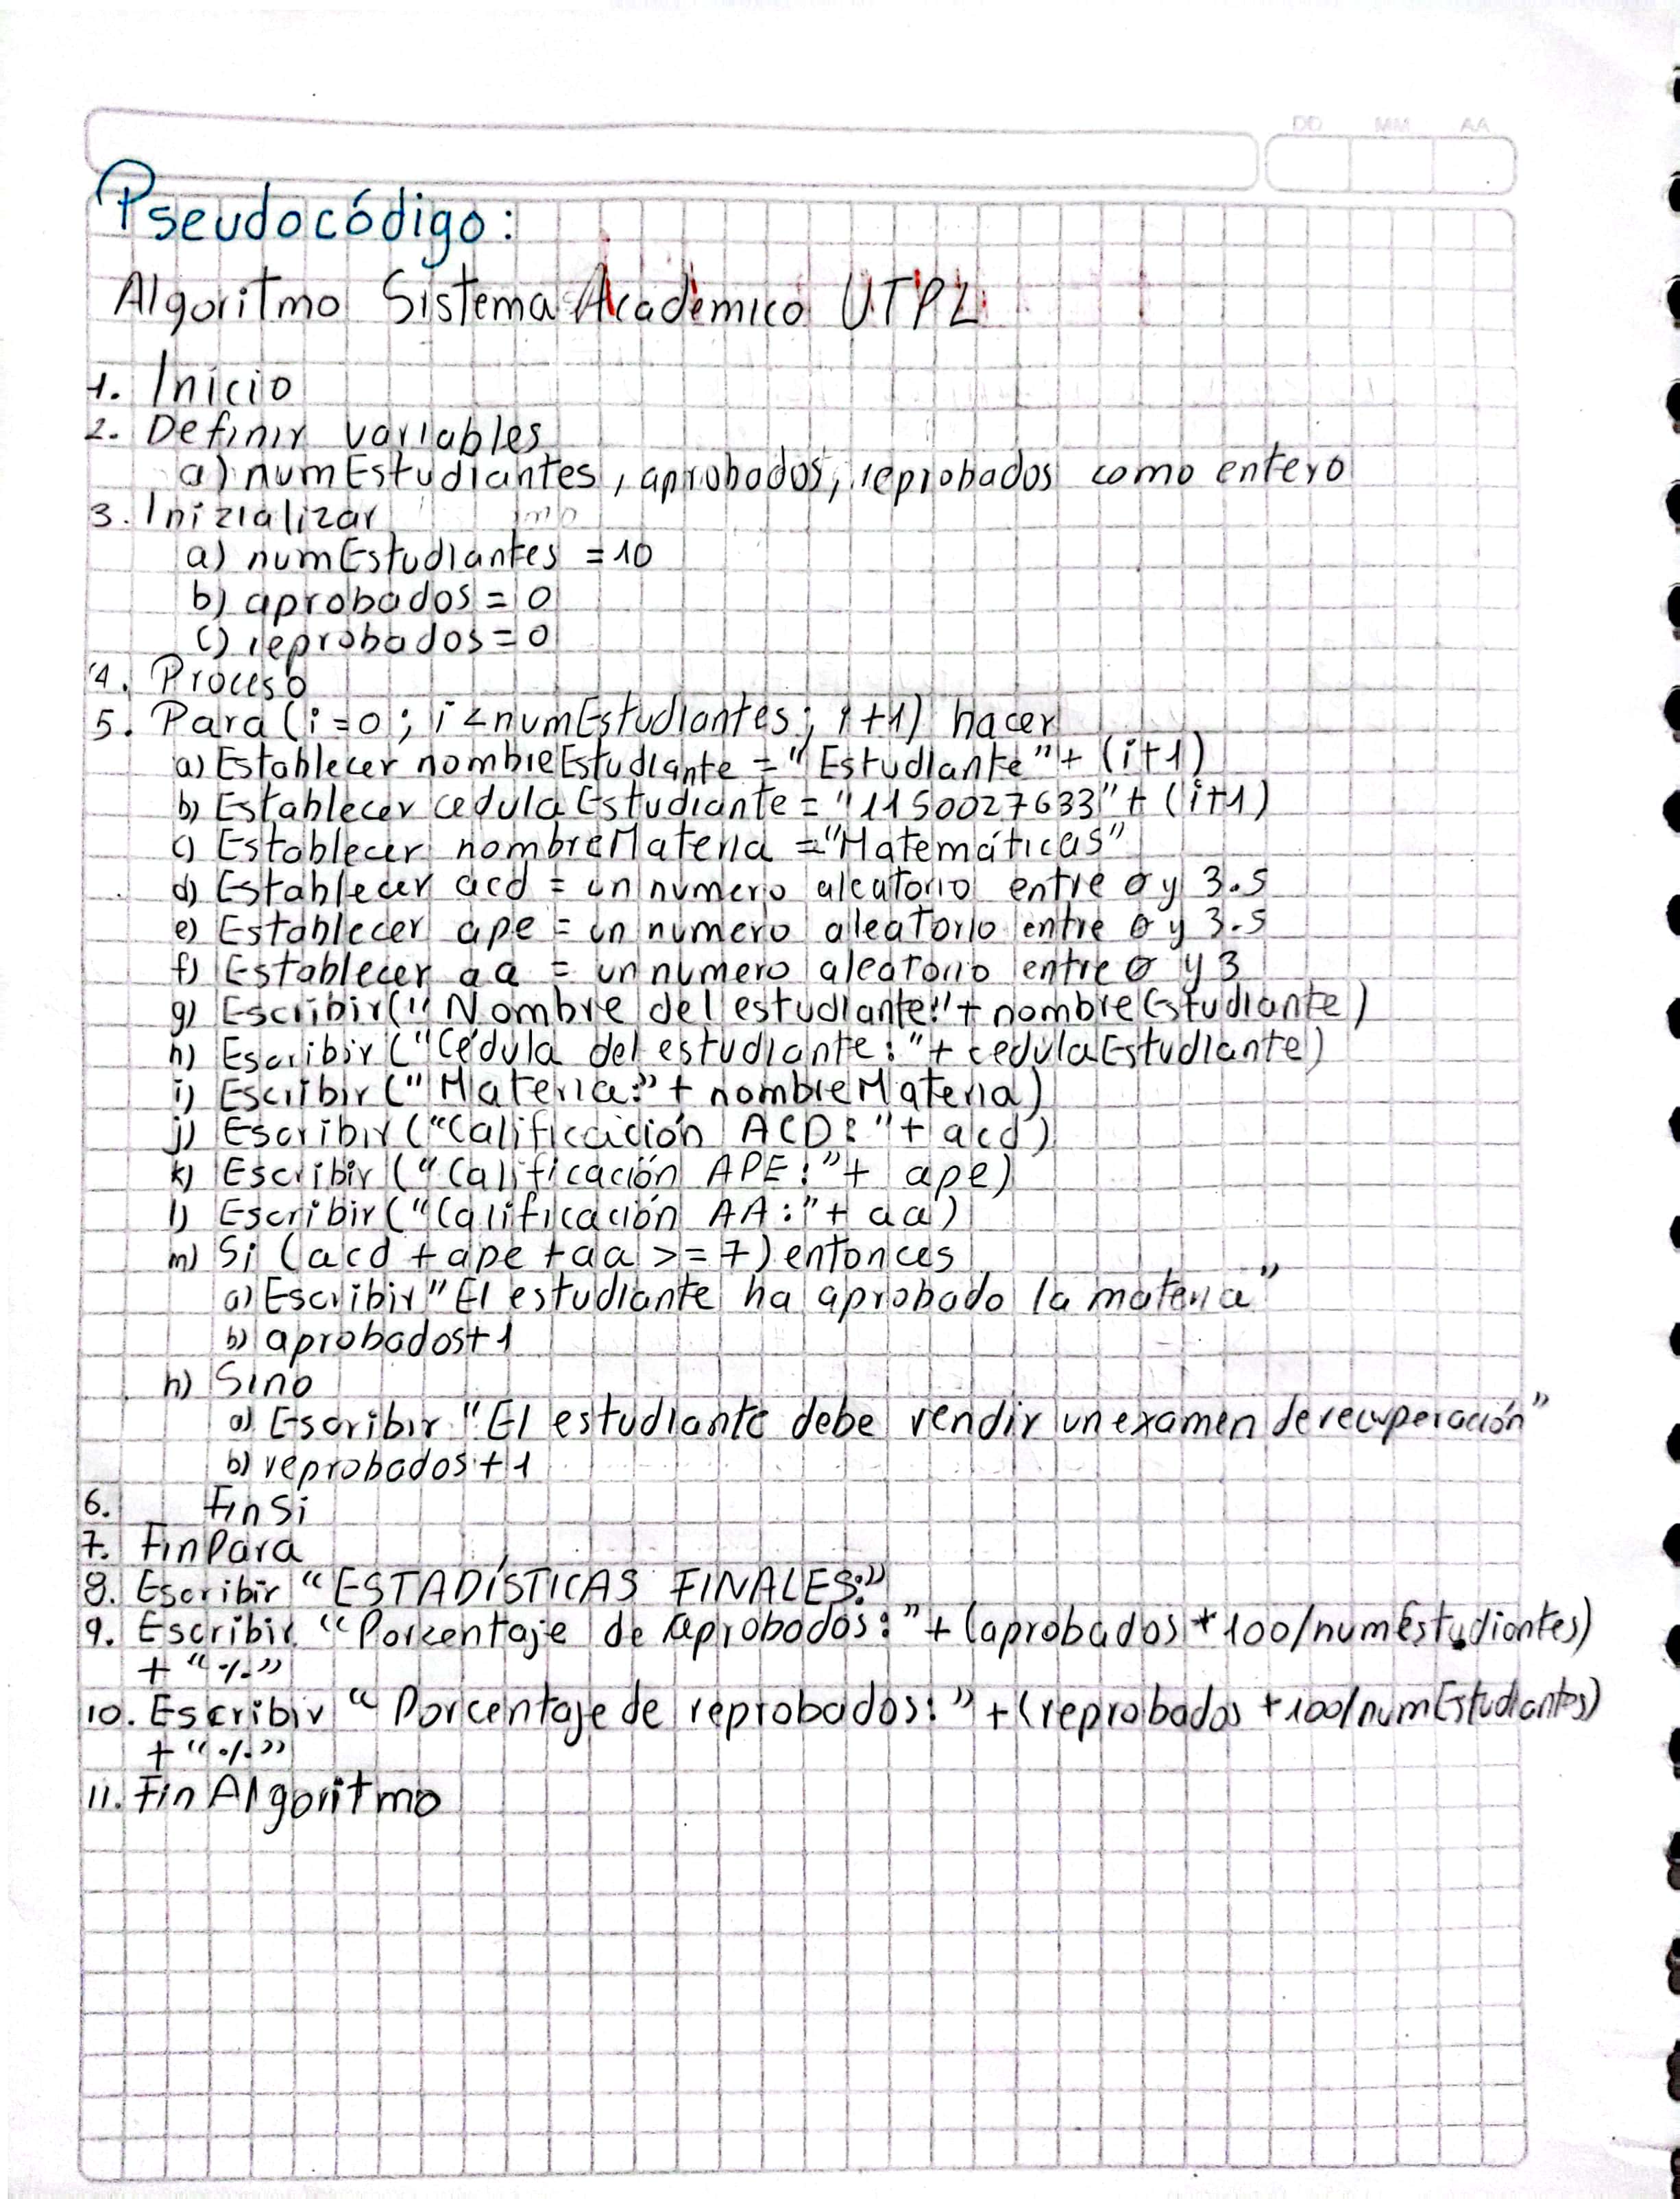 DD MM AA
Pseudocódigo:
Algoritmo Sistema Académico UTPL
1. Inicio
2. Definir variables
a) numEstudiantes, aprobados, reprobados como entero
3. Inizializar
a) numEstudiantes = 10
b) aprobados = 0
c) reprobados = 0
4. Proceso
5. Para (i=0; i<numEstudiantes; i+1) hacer
a) Establecer nombreEstudiante = "Estudiante" + (i+1)
b) Establecer cedulaEstudiante = "1150027633" + (i+1)
c) Establecer nombreMateria = "Matemáticas"
d) Establecer acd = un numero aleatorio entre 0 y 3.5
e) Establecer ape = un numero aleatorio entre 0 y 3.5
f) Establecer aa = un numero aleatorio entre 0 y 3
g) Escribir("Nombre del estudiante:" + nombreEstudiante)
h) Escribir ("Cédula del estudiante:" + cedulaEstudiante)
i) Escribir ("Materia:" + nombreMateria)
j) Escribir ("Calificación ACD:" + acd)
k) Escribir ("Calificación APE:" + ape)
l) Escribir ("Calificación AA:" + aa)
m) Si (acd + ape + aa >= 7) entonces
a) Escribir "El estudiante ha aprobado la materia"
b) aprobados+1
n) Sino
a) Escribir "El estudiante debe rendir un examen de recuperación"
b) reprobados+1
6. FinSi
7. FinPara
8. Escribir "ESTADÍSTICAS FINALES:"
9. Escribir "Porcentaje de aprobados:" + (aprobados * 100/numEstudiantes)
+ "%"
10. Escribir "Porcentaje de reprobados:" + (reprobados * 100/numEstudiantes)
+ "%"
11. Fin Algoritmo